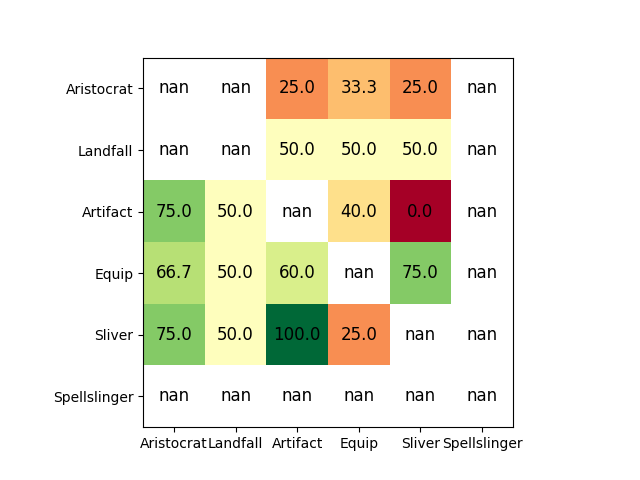 Aristocrat nan nan 25.0 33.3 25.0 nan
Landfall nan nan 50.0 50.0 50.0 nan
Artifact 75.0 50.0 nan 40.0 0.0 nan
Equip 66.7 50.0 60.0 nan 75.0 nan
Sliver 75.0 50.0 100.0 25.0 nan nan
Spellslinger nan nan nan nan nan nan
Aristocrat Landfall Artifact Equip Sliver Spellslinger